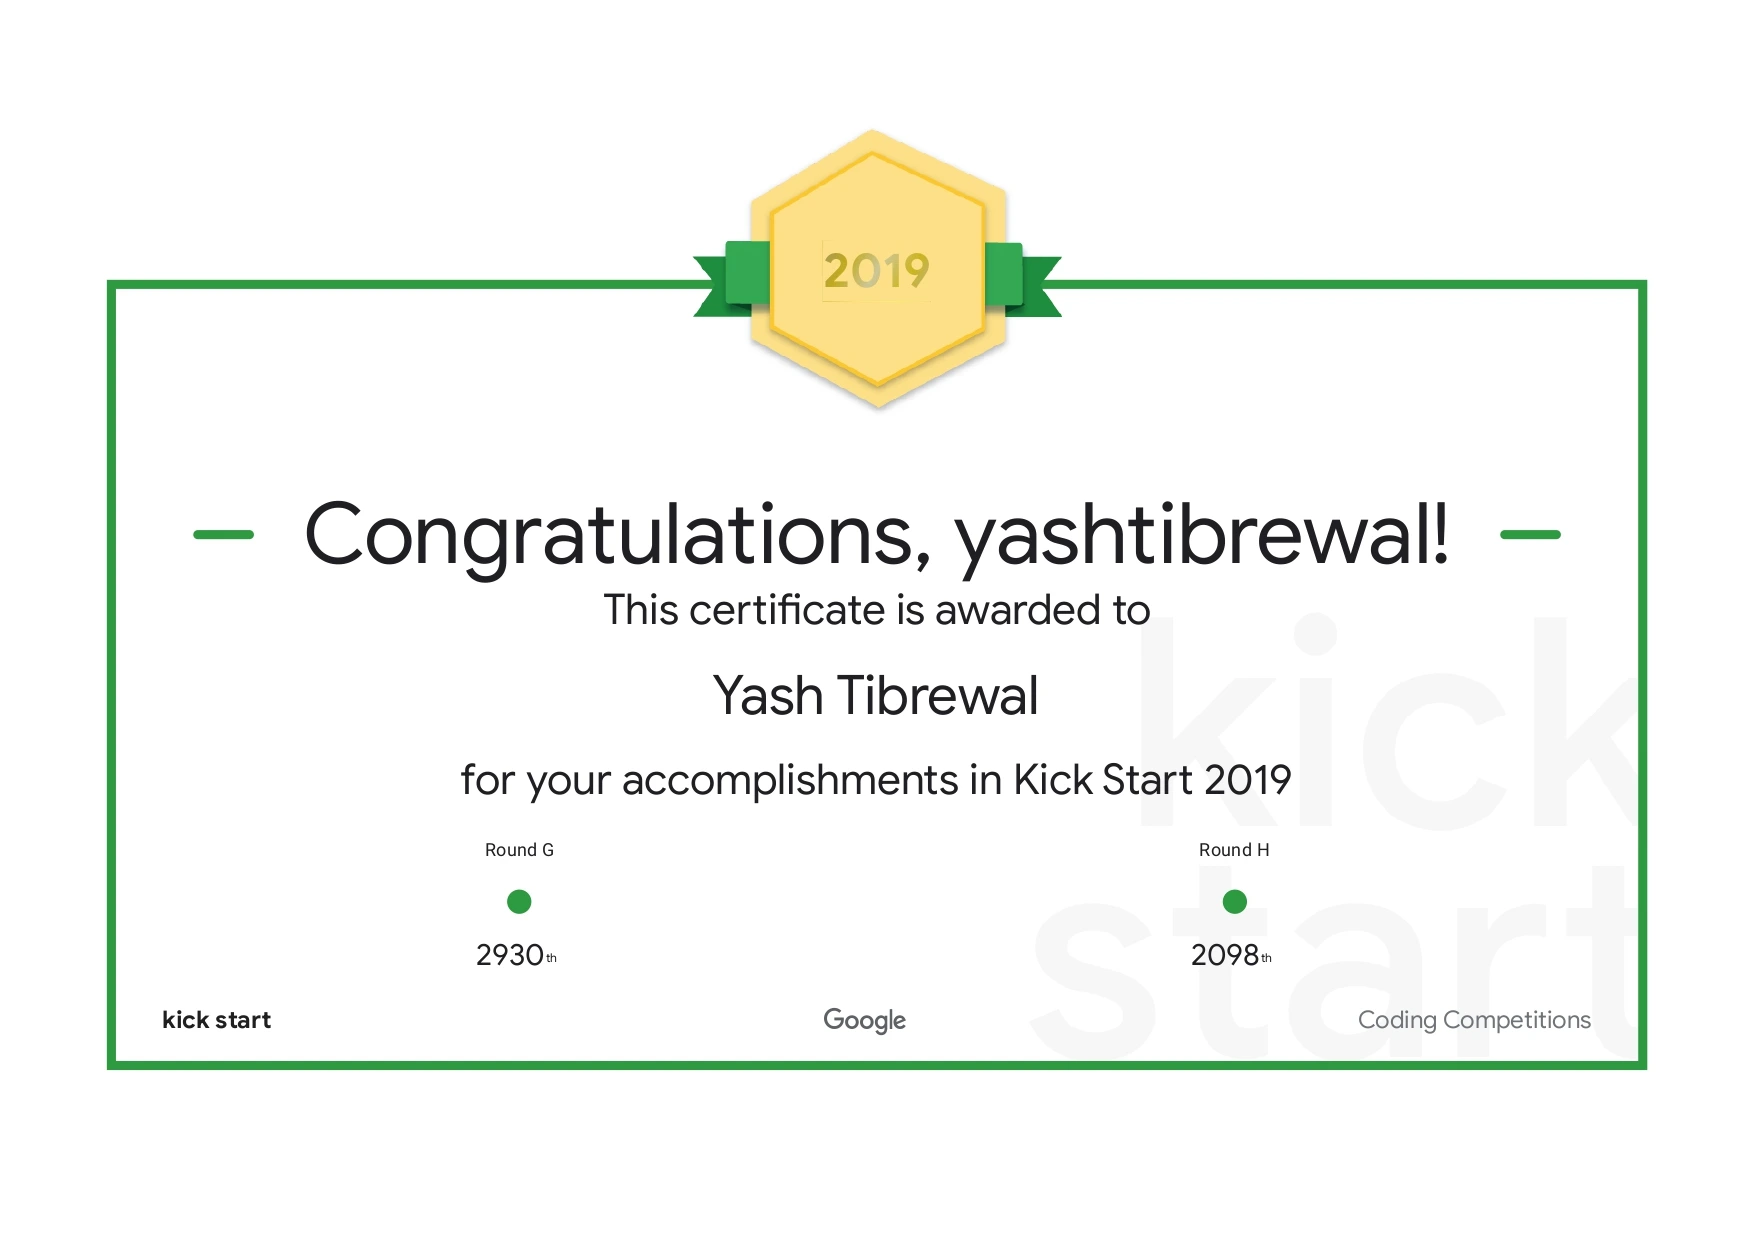 2019
Congratulations, yashtibrewal!
This certificate is awarded to
Yash Tibrewal
for your accomplishments in Kick Start 2019
Round G Round H
2930th 2098th
kick
start
kick start Google Coding Competitions